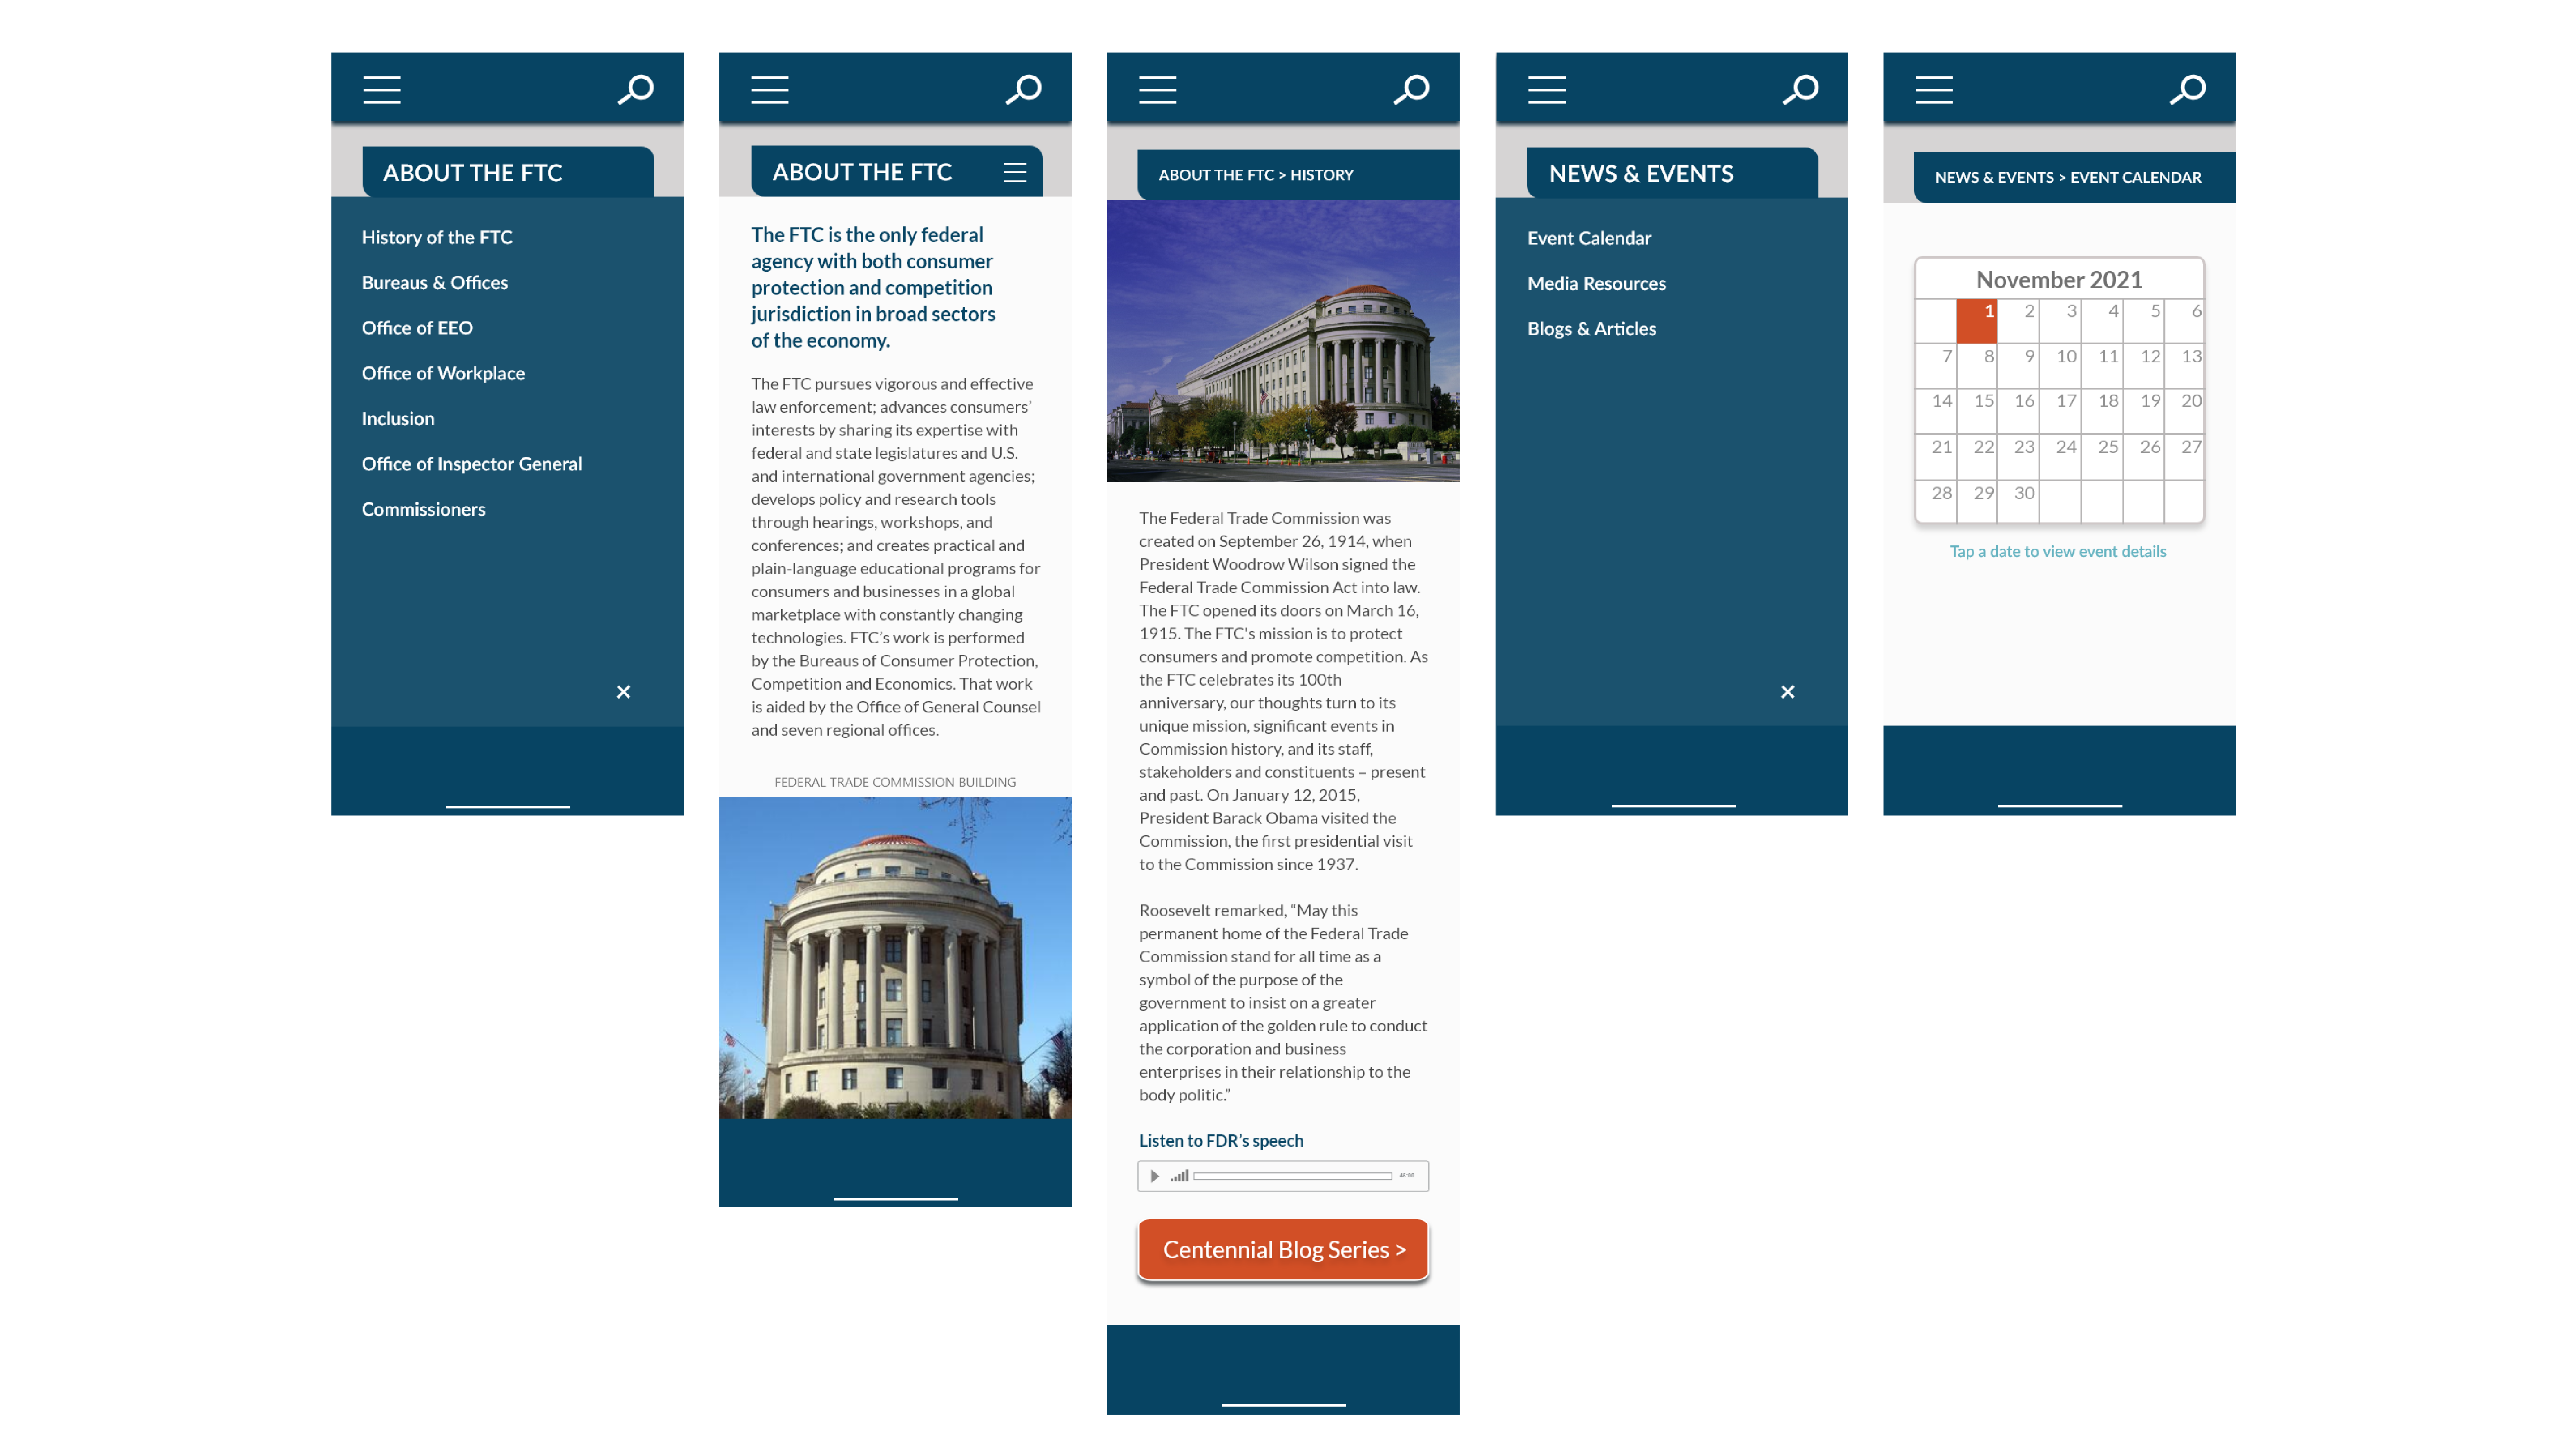 ABOUT THE FTC
History of the FTC
Bureaus & Offices
Office of EEO
Office of Workplace
Inclusion
Office of Inspector General
Commissioners
ABOUT THE FTC
The FTC is the only federal
agency with both consumer
protection and competition
jurisdiction in broad sectors
of the economy.
The FTC pursues vigorous and effective
law enforcement; advances consumers’
interests by sharing its expertise with
federal and state legislatures and U.S.
and international government agencies;
develops policy and research tools
through hearings, workshops, and
conferences; and creates practical and
plain-language educational programs for
consumers and businesses in a global
marketplace with constantly changing
technologies. FTC’s work is performed
by the Bureaus of Consumer Protection,
Competition and Economics. That work
is aided by the Office of General Counsel
and seven regional offices.
FEDERAL TRADE COMMISSION BUILDING
ABOUT THE FTC > HISTORY
The Federal Trade Commission was
created on September 26, 1914, when
President Woodrow Wilson signed the
Federal Trade Commission Act into law.
The FTC opened its doors on March 16,
1915. The FTC's mission is to protect
consumers and promote competition. As
the FTC celebrates its 100th
anniversary, our thoughts turn to its
unique mission, significant events in
Commission history, and its staff,
stakeholders and constituents – present
and past. On January 12, 2015,
President Barack Obama visited the
Commission, the first presidential visit
to the Commission since 1937.
Roosevelt remarked, “May this
permanent home of the Federal Trade
Commission stand for all time as a
symbol of the purpose of the
government to insist on a greater
application of the golden rule to conduct
the corporation and business
enterprises in their relationship to the
body politic.”
Listen to FDR’s speech
Centennial Blog Series >
NEWS & EVENTS
Event Calendar
Media Resources
Blogs & Articles
NEWS & EVENTS > EVENT CALENDAR
November 2021
1 2 3 4 5 6
7 8 9 10 11 12 13
14 15 16 17 18 19 20
21 22 23 24 25 26 27
28 29 30
Tap a date to view event details